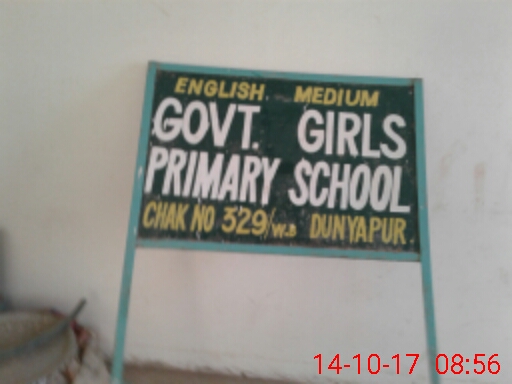 ENGLISH MEDIUM
GOVT. GIRLS
PRIMARY SCHOOL
CHAK NO 329/W.B DUNYAPUR
14-10-17 08:56